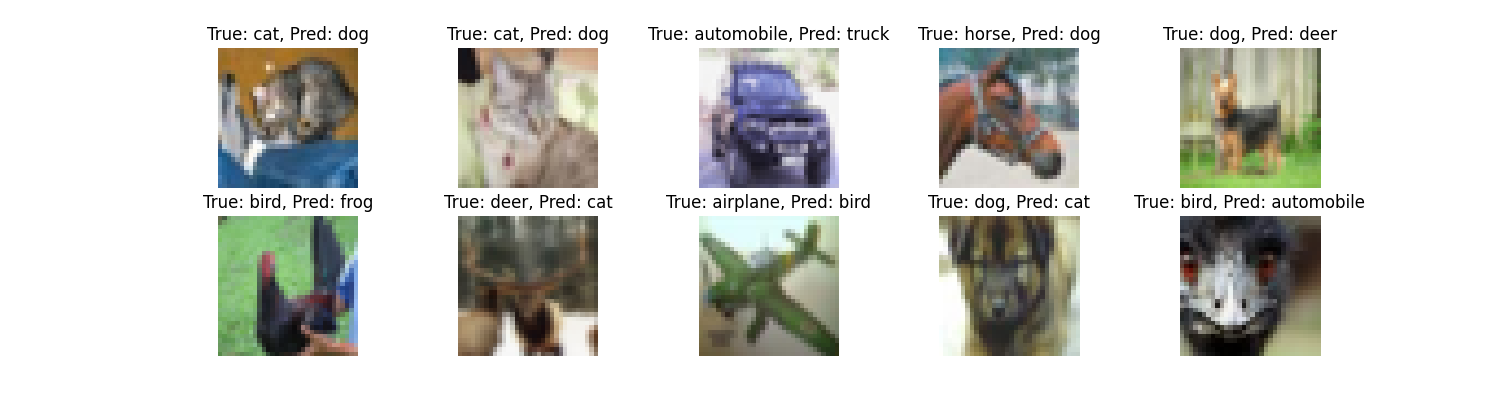 True: cat, Pred: dog
True: cat, Pred: dog
True: automobile, Pred: truck
True: horse, Pred: dog
True: dog, Pred: deer
True: bird, Pred: frog
True: deer, Pred: cat
True: airplane, Pred: bird
True: dog, Pred: cat
True: bird, Pred: automobile